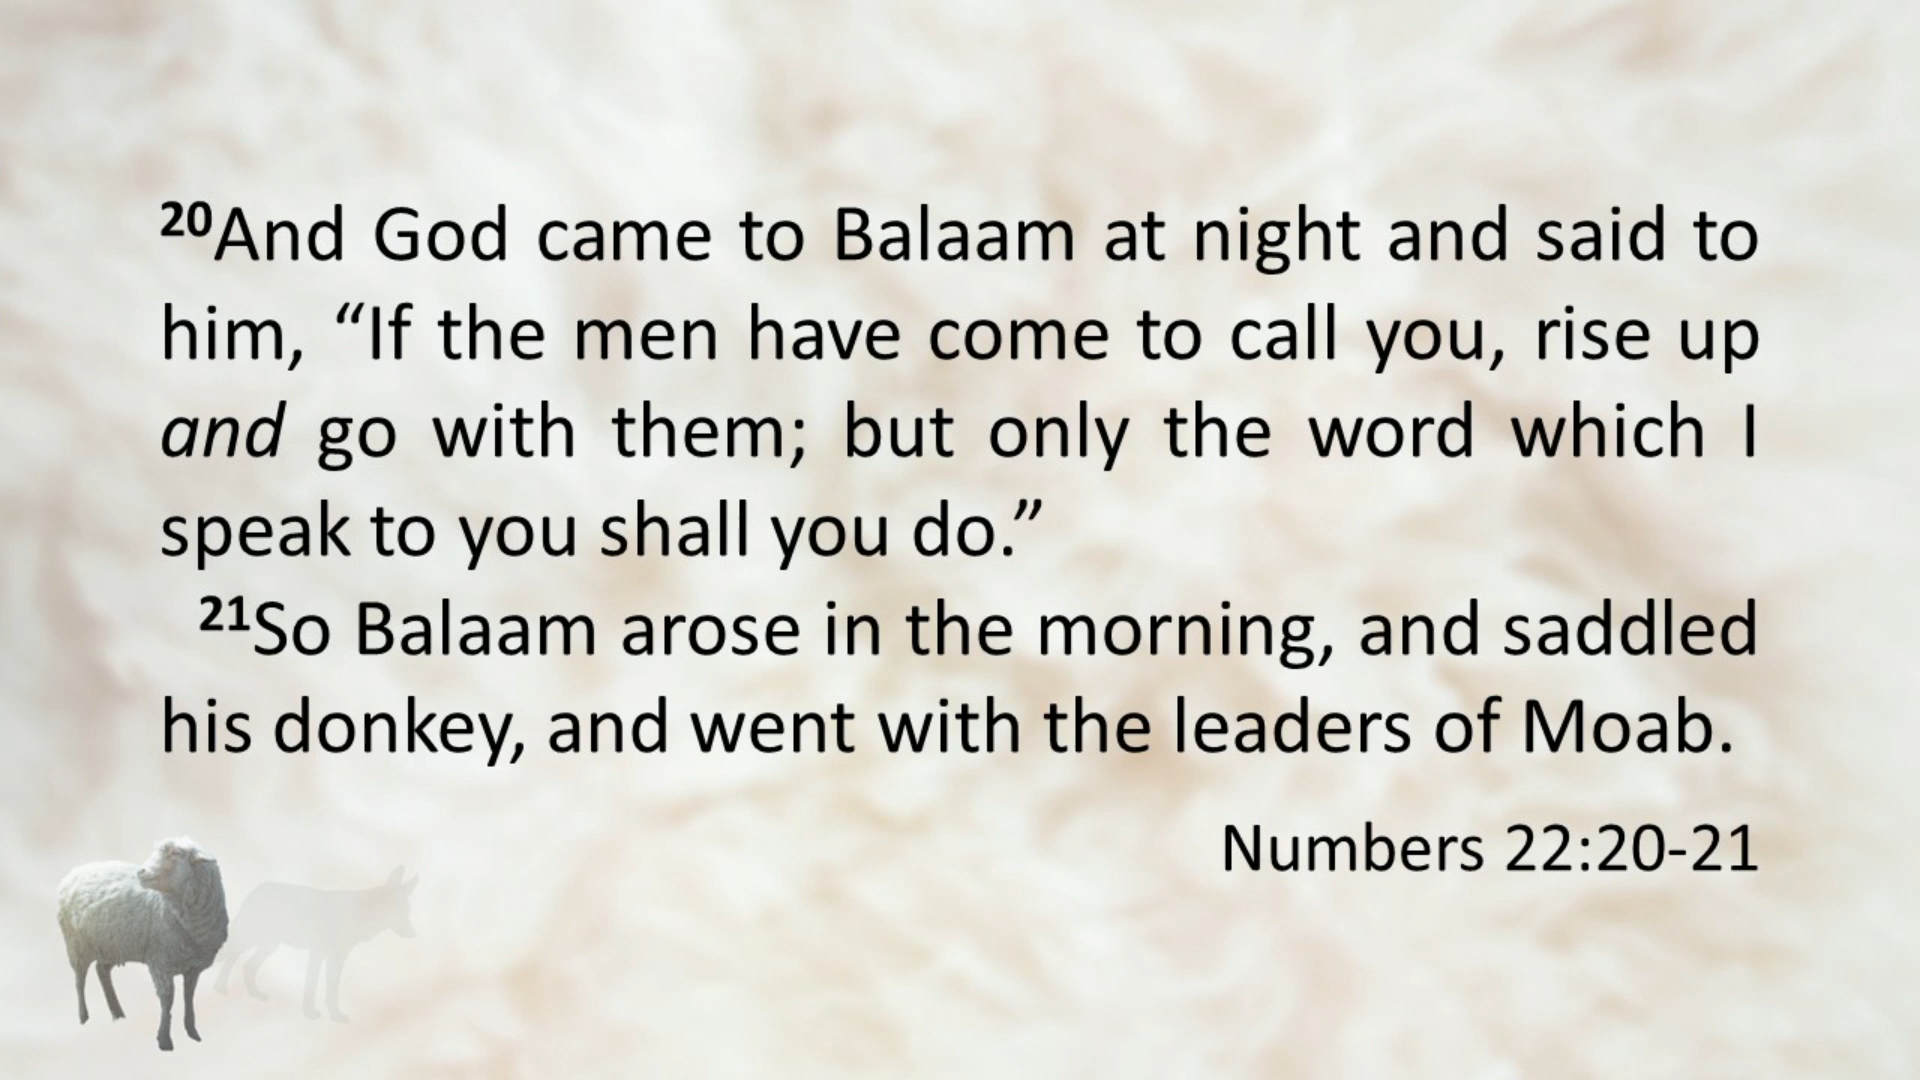 20And God came to Balaam at night and said to
him, “If the men have come to call you, rise up
and go with them; but only the word which I
speak to you shall you do.”
21So Balaam arose in the morning, and saddled
his donkey, and went with the leaders of Moab.
Numbers 22:20-21